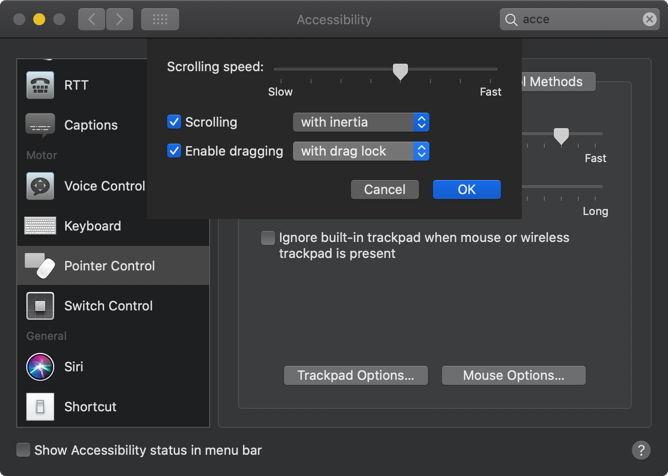 Accessibility
acce
RTT
Captions
Motor
Voice Control
Keyboard
Pointer Control
Switch Control
General
Siri
Shortcut
Scrolling speed:
Slow
Fast
Scrolling
with inertia
Enable dragging
with drag lock
Cancel
OK
Methods
Fast
Long
Ignore built-in trackpad when mouse or wireless
trackpad is present
Trackpad Options...
Mouse Options...
Show Accessibility status in menu bar
?